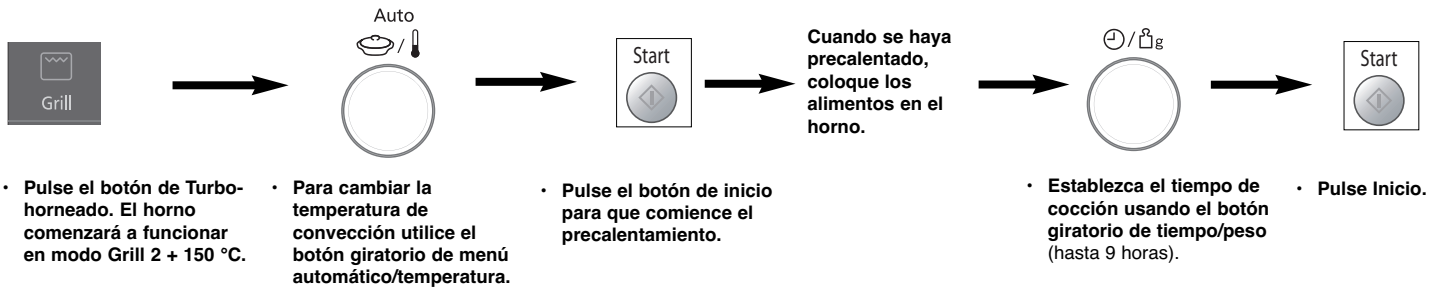 Grill
• Pulse el botón de Turbo-
horneado. El horno
comenzará a funcionar
en modo Grill 2 + 150 °C.
Auto
/
• Para cambiar la
temperatura de
convección utilice el
botón giratorio de menú
automático/temperatura.
Start
• Pulse el botón de inicio
para que comience el
precalentamiento.
Cuando se haya
precalentado,
coloque los
alimentos en el
horno.
/ g
• Establezca el tiempo de
cocción usando el botón
giratorio de tiempo/peso
(hasta 9 horas).
Start
• Pulse Inicio.